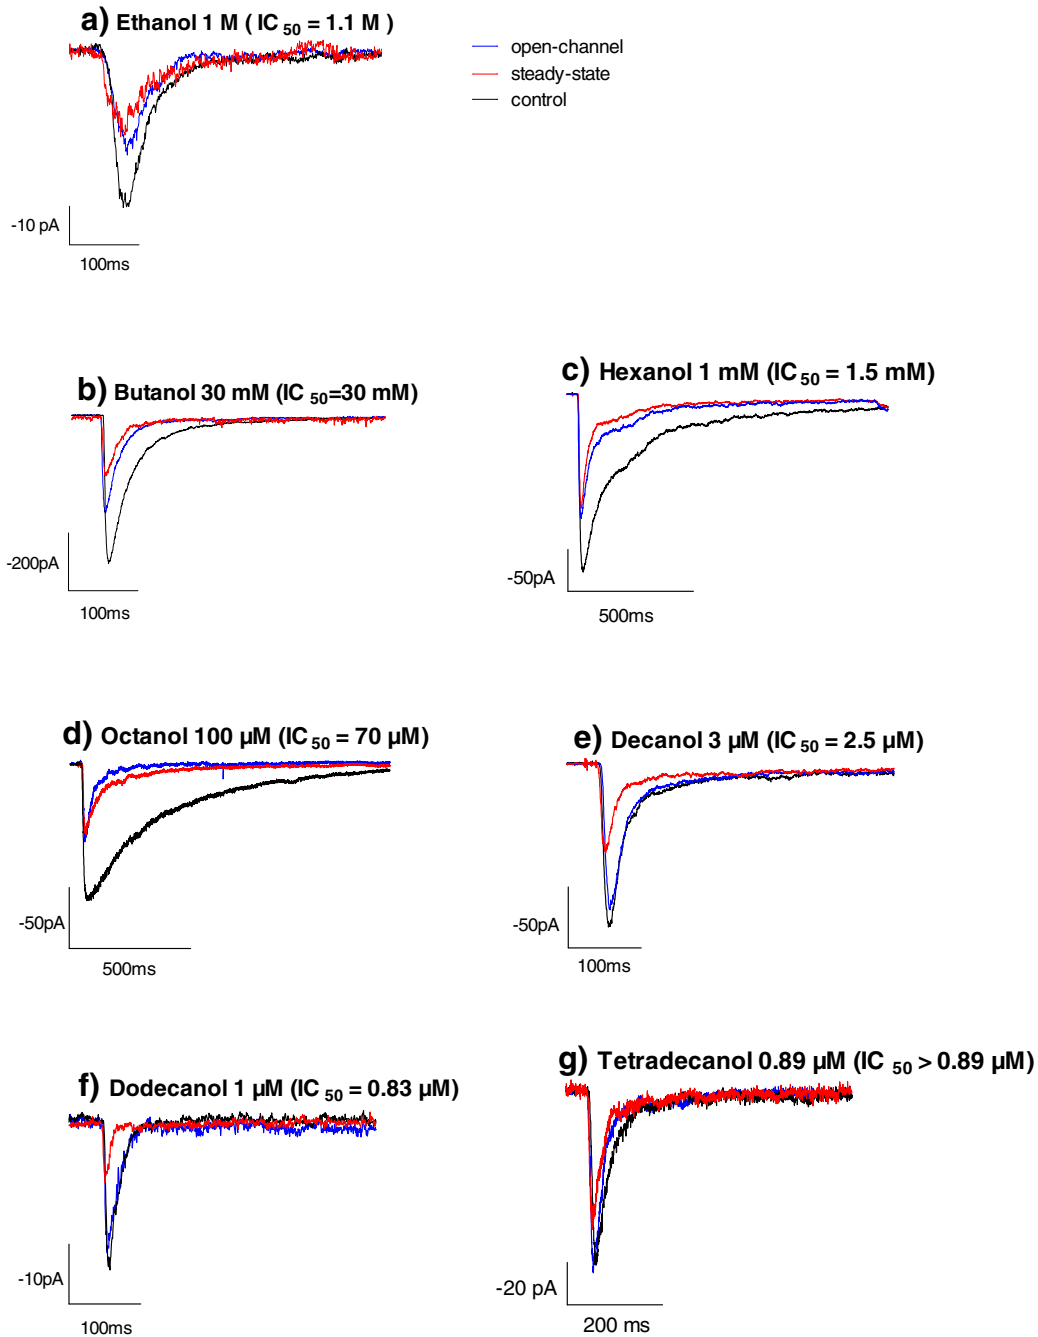 a) Ethanol 1 M ( IC 50 = 1.1 M )
open-channel
steady-state
control
-10 pA
100ms
b) Butanol 30 mM (IC 50=30 mM)
-200pA
100ms
c) Hexanol 1 mM (IC 50 = 1.5 mM)
-50pA
500ms
d) Octanol 100 µM (IC 50 = 70 µM)
-50pA
500ms
e) Decanol 3 µM (IC 50 = 2.5 µM)
-50pA
100ms
f) Dodecanol 1 µM (IC 50 = 0.83 µM)
-10pA
100ms
g) Tetradecanol 0.89 µM (IC 50 > 0.89 µM)
-20 pA
200 ms